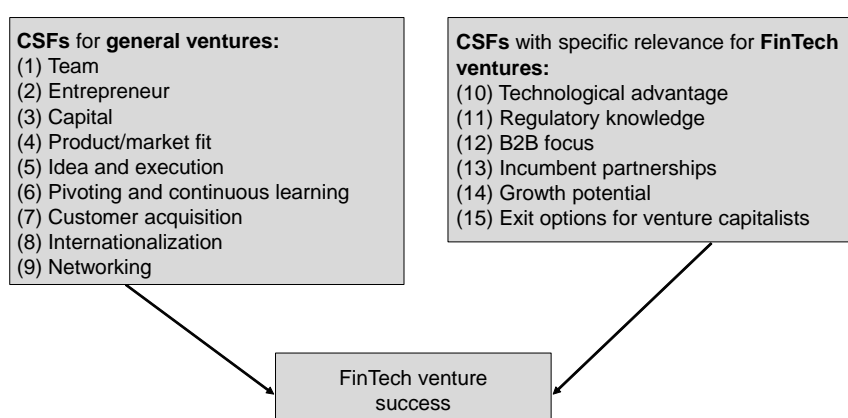 CSFs for general ventures:
(1) Team
(2) Entrepreneur
(3) Capital
(4) Product/market fit
(5) Idea and execution
(6) Pivoting and continuous learning
(7) Customer acquisition
(8) Internationalization
(9) Networking
CSFs with specific relevance for FinTech
ventures:
(10) Technological advantage
(11) Regulatory knowledge
(12) B2B focus
(13) Incumbent partnerships
(14) Growth potential
(15) Exit options for venture capitalists
FinTech venture
success